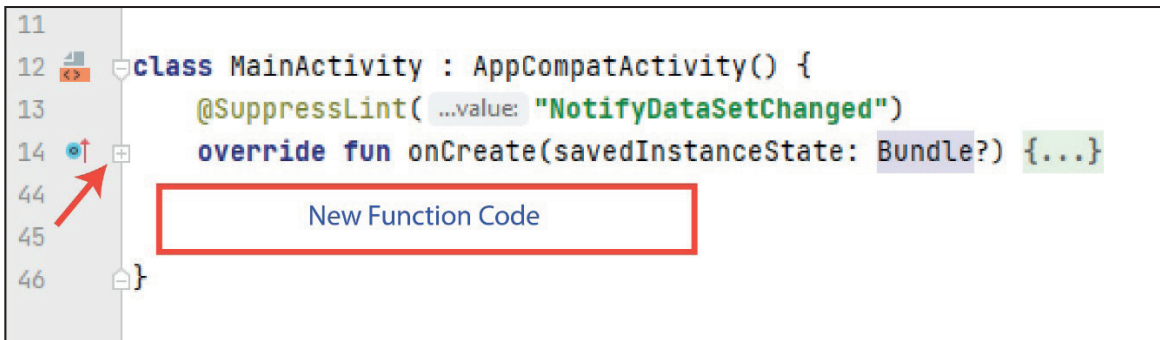 11
12 class MainActivity : AppCompatActivity() {
13 @SuppressLint( ...value: "NotifyDataSetChanged")
14 override fun onCreate(savedInstanceState: Bundle?) {...}
44
New Function Code
45
46 }